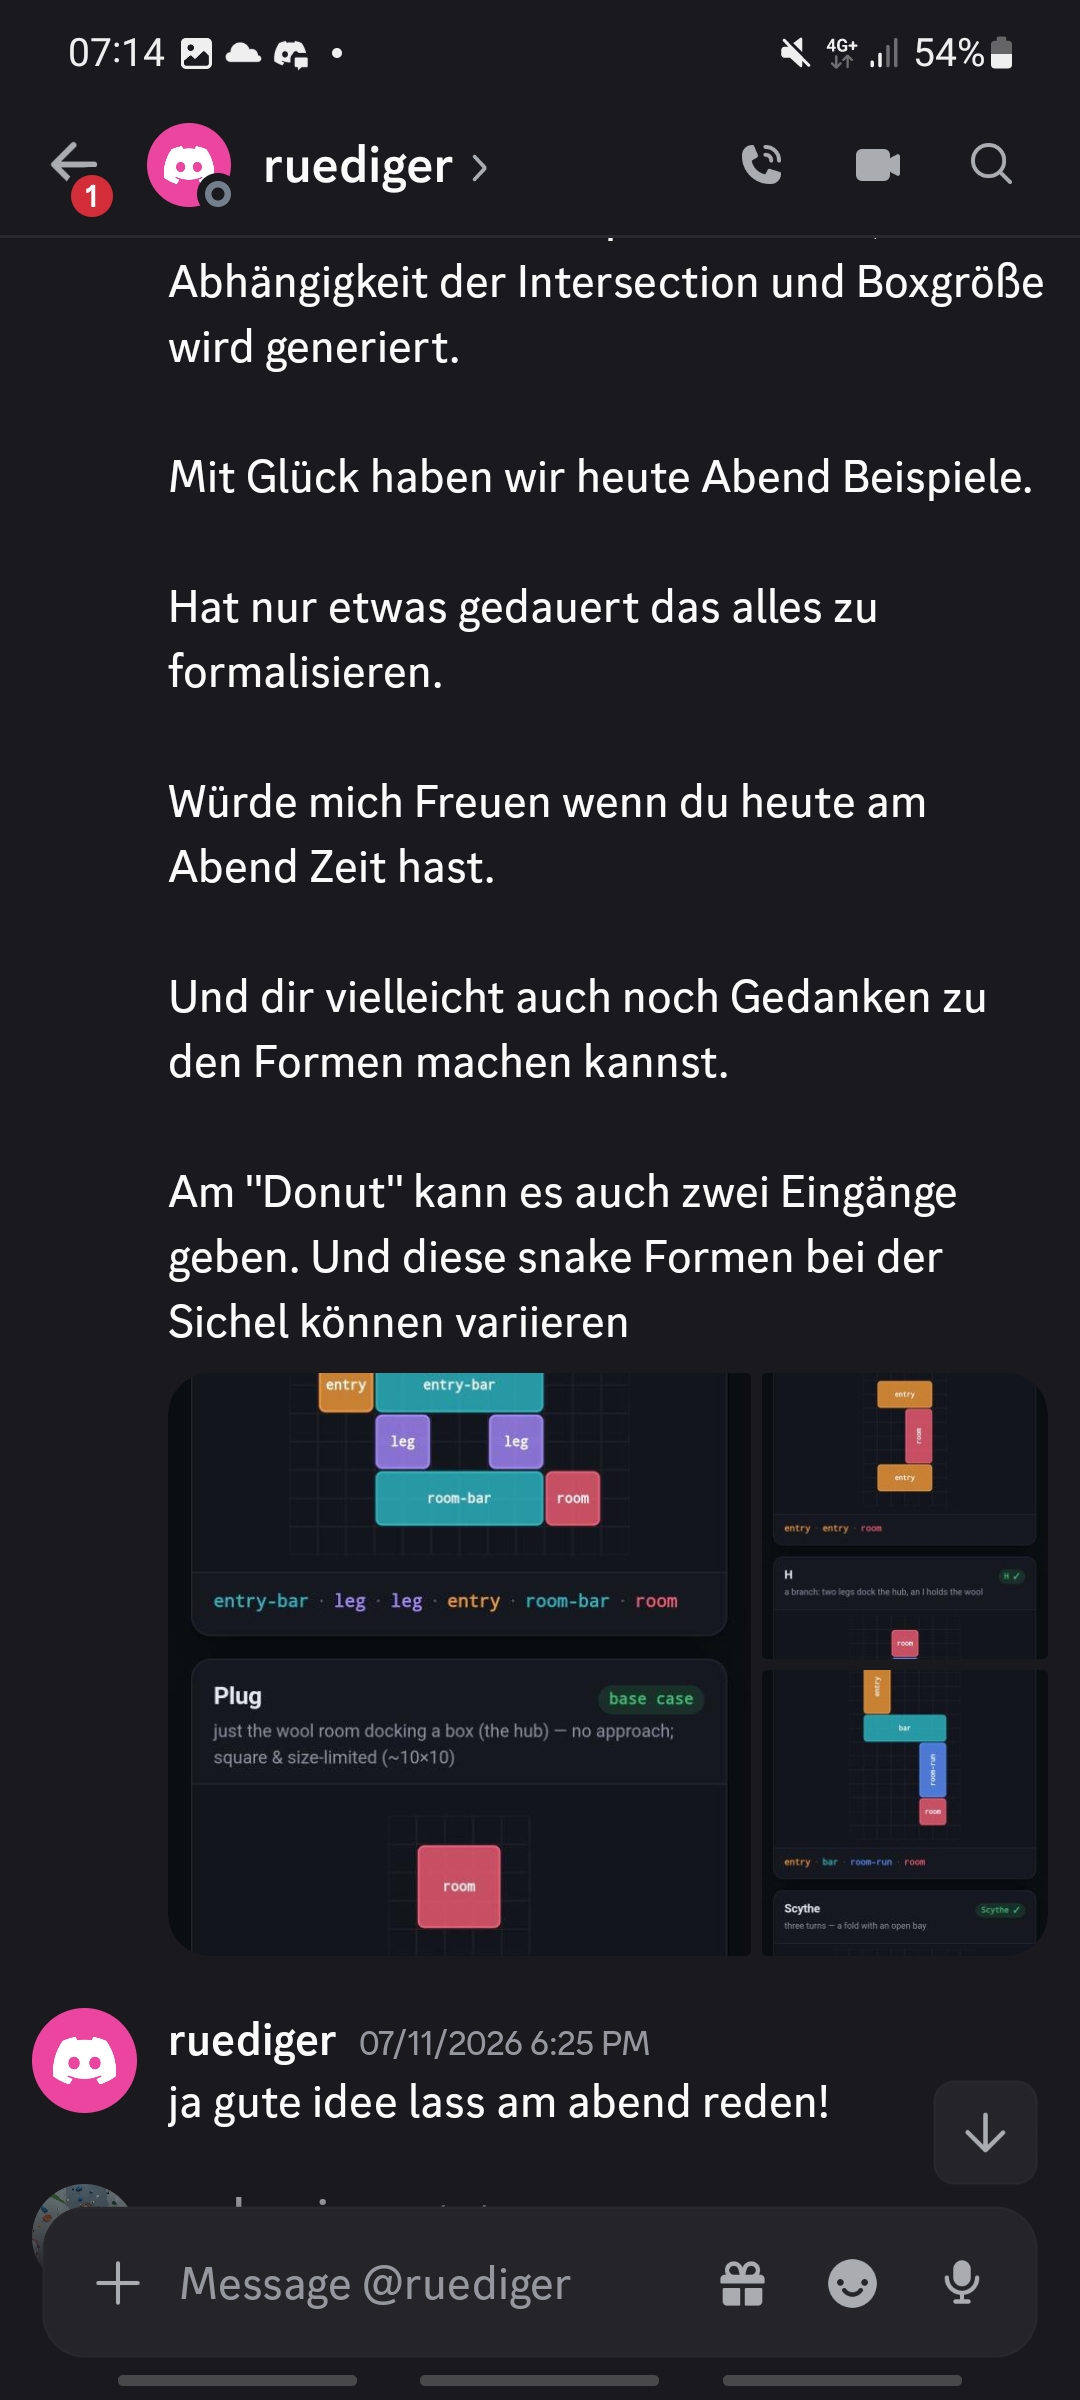 07:14
4G+
54%
1
ruediger
Abhängigkeit der Intersection und Boxgröße
wird generiert.
Mit Glück haben wir heute Abend Beispiele.
Hat nur etwas gedauert das alles zu
formalisieren.
Würde mich Freuen wenn du heute am
Abend Zeit hast.
Und dir vielleicht auch noch Gedanken zu
den Formen machen kannst.
Am "Donut" kann es auch zwei Eingänge
geben. Und diese snake Formen bei der
Sichel können variieren
entry entry-bar
leg leg
room-bar room
entry-bar · leg · leg · entry · room-bar · room
Plug base case
just the wool room docking a box (the hub) — no approach;
square & size-limited (~10×10)
room
entry
room
entry
entry · entry · room
H H ✓
a branch: two legs dock the hub, an I holds the wool
room
entry
bar
room-run
room
entry · bar · room-run · room
Scythe Scythe ✓
three turns — a fold with an open bay
ruediger 07/11/2026 6:25 PM
ja gute idee lass am abend reden!
Message @ruediger